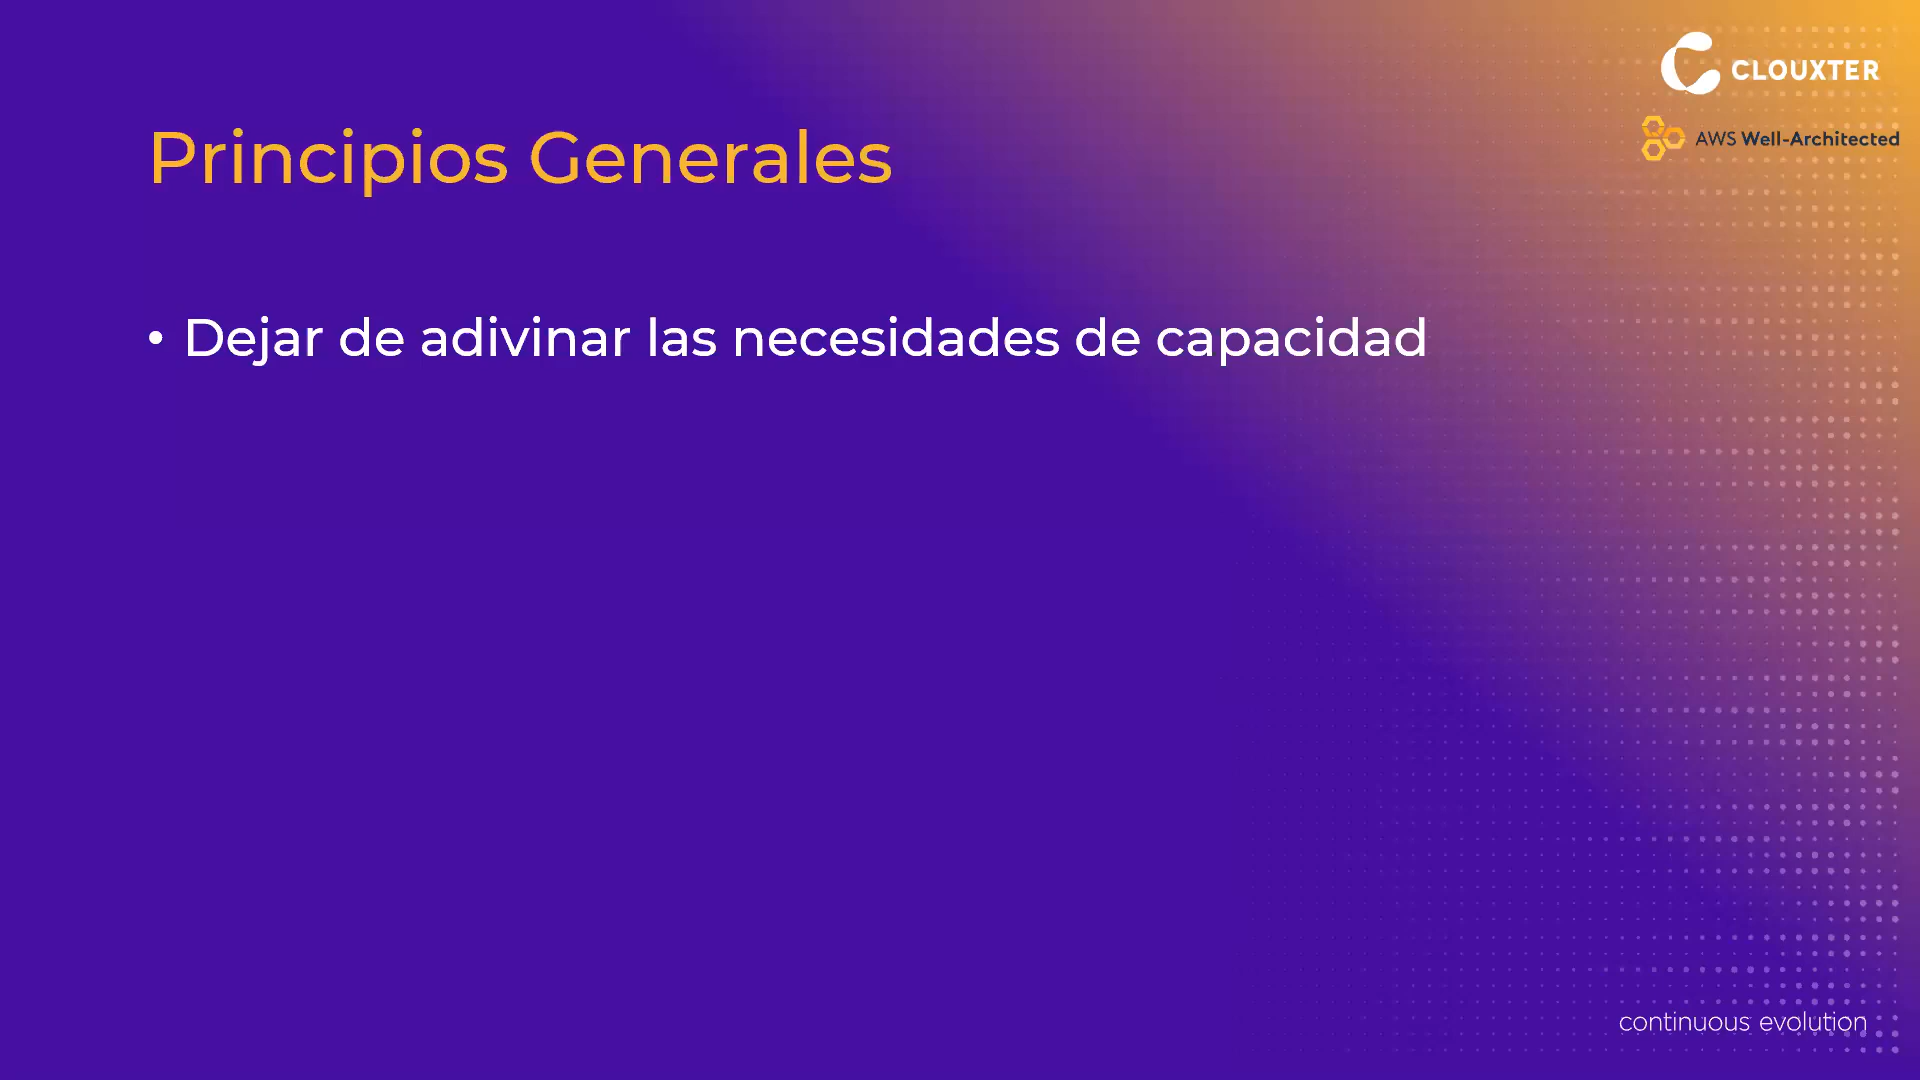 CLOUXTER
AWS Well-Architected
Principios Generales
• Dejar de adivinar las necesidades de capacidad
continuous evolution